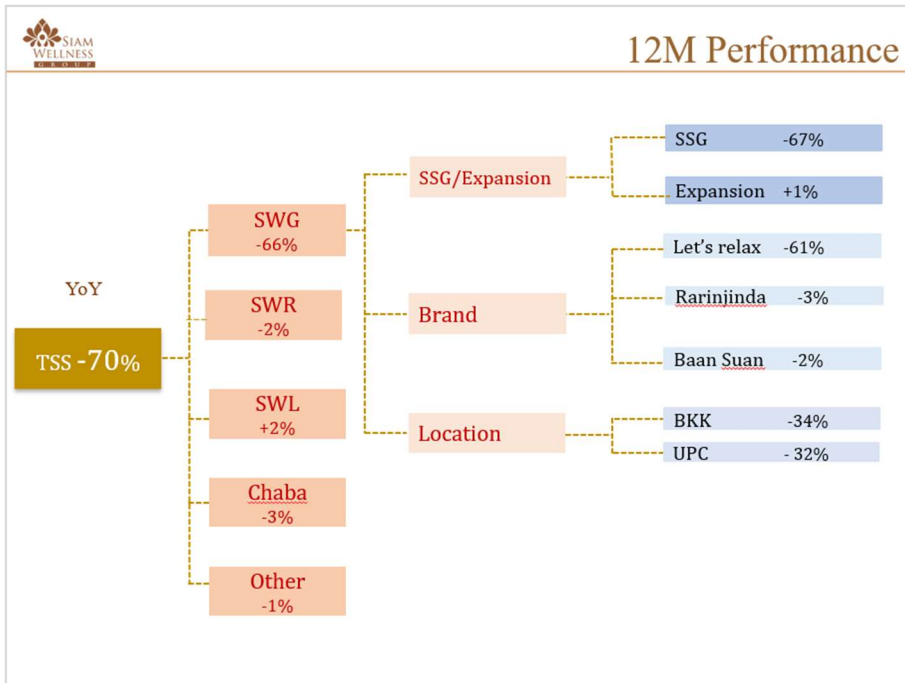 SIAM
WELLNESS
GROUP
12M Performance
YoY
TSS -70%
SWG
-66%
SWR
-2%
SWL
+2%
Chaba
-3%
Other
-1%
SSG/Expansion
Brand
Location
SSG -67%
Expansion +1%
Let's relax -61%
Rarinjinda -3%
Baan Suan -2%
BKK -34%
UPC - 32%